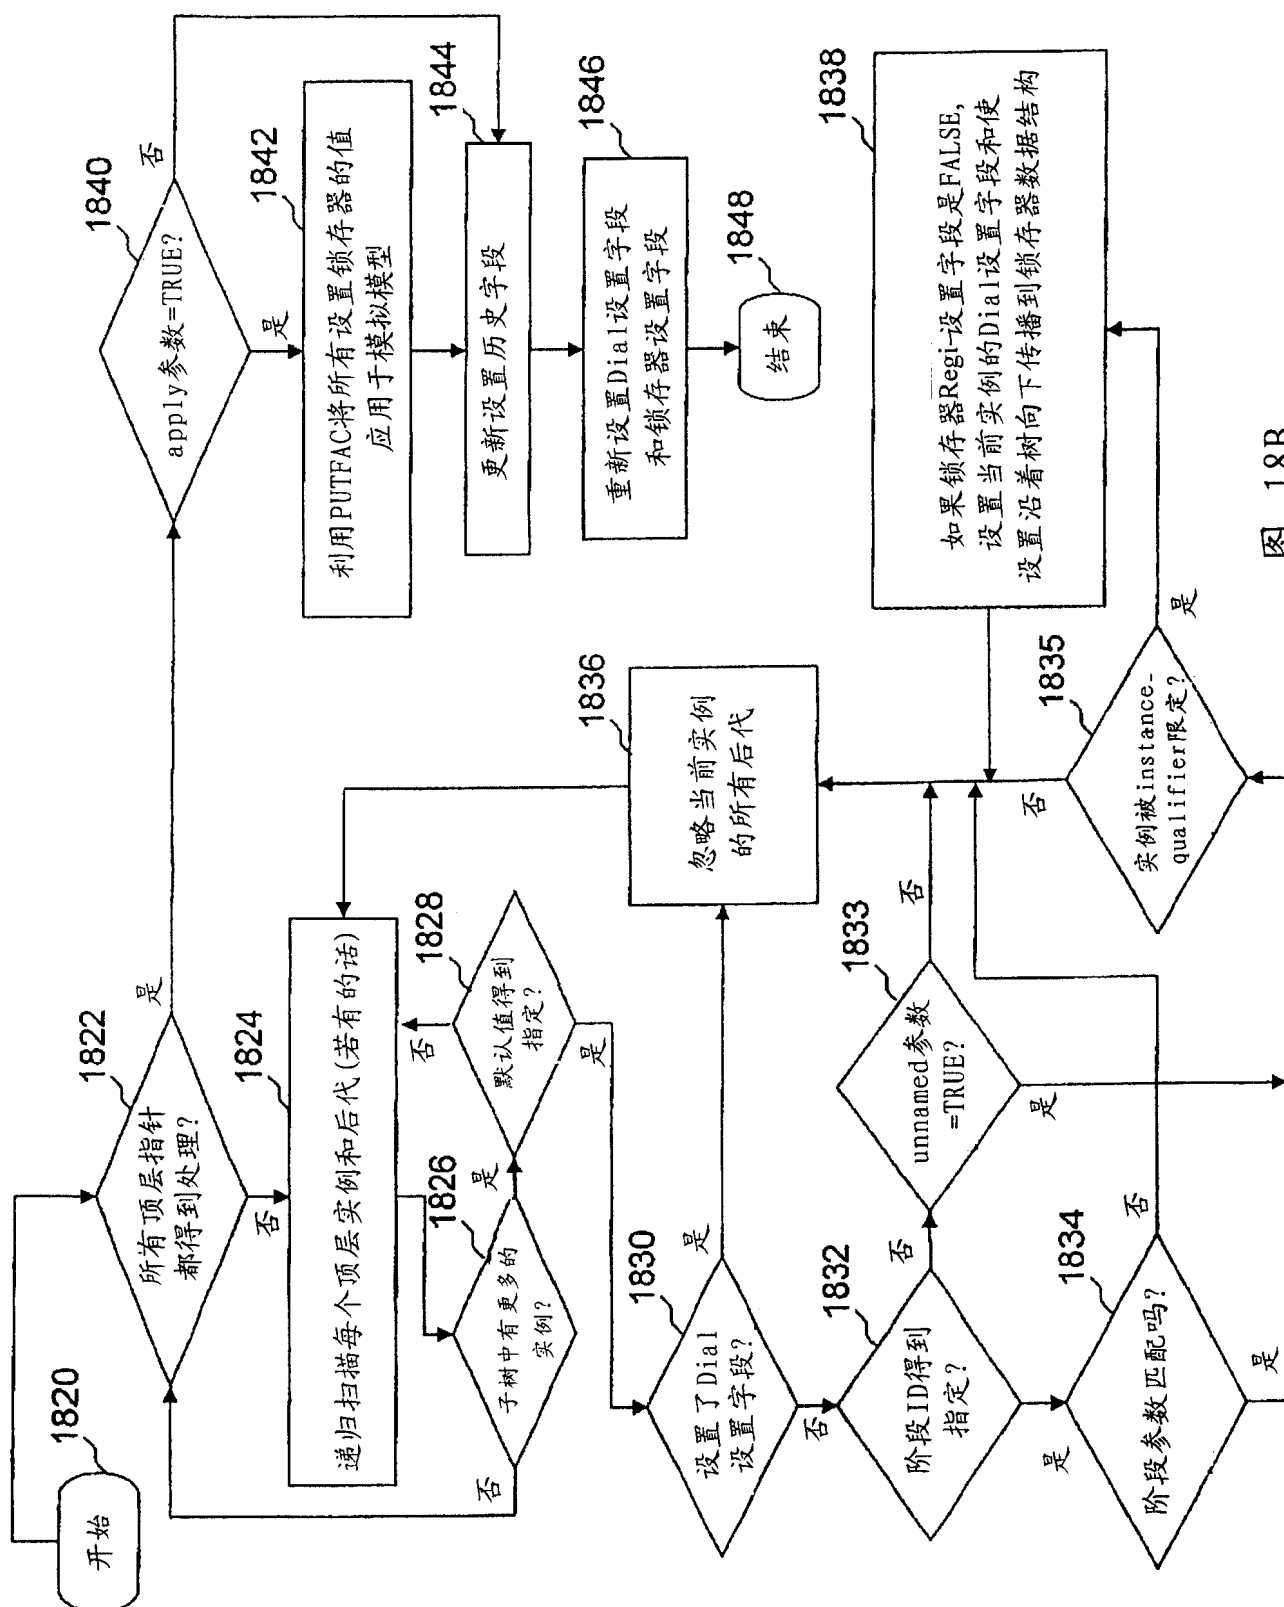 1820
开始
1822
所有顶层指针
都得到处理?
是
否
1824
递归扫描每个顶层实例和后代(若有的话)
1826
子树中有更多的
实例?
是
否
1828
默认值得到
指定?
否
是
1830
设置了Dial
设置字段?
是
否
1832
阶段ID得到
指定?
否
是
1833
unnamed参数
=TRUE?
否
是
1834
阶段参数匹配吗?
否
是
1835
实例被instance_
qualifier限定?
否
是
1836
忽略当前实例
的所有后代
1838
如果锁存器Regi-设置字段是FALSE,
设置当前实例的Dial设置字段和使
设置沿着树向下传播到锁存器数据结构
1840
apply参数=TRUE?
否
是
1842
利用PUTFAC将所有设置锁存器的值
应用于模拟模型
1844
更新设置历史字段
1846
重新设置Dial设置字段
和锁存器设置字段
1848
结束
图 18B